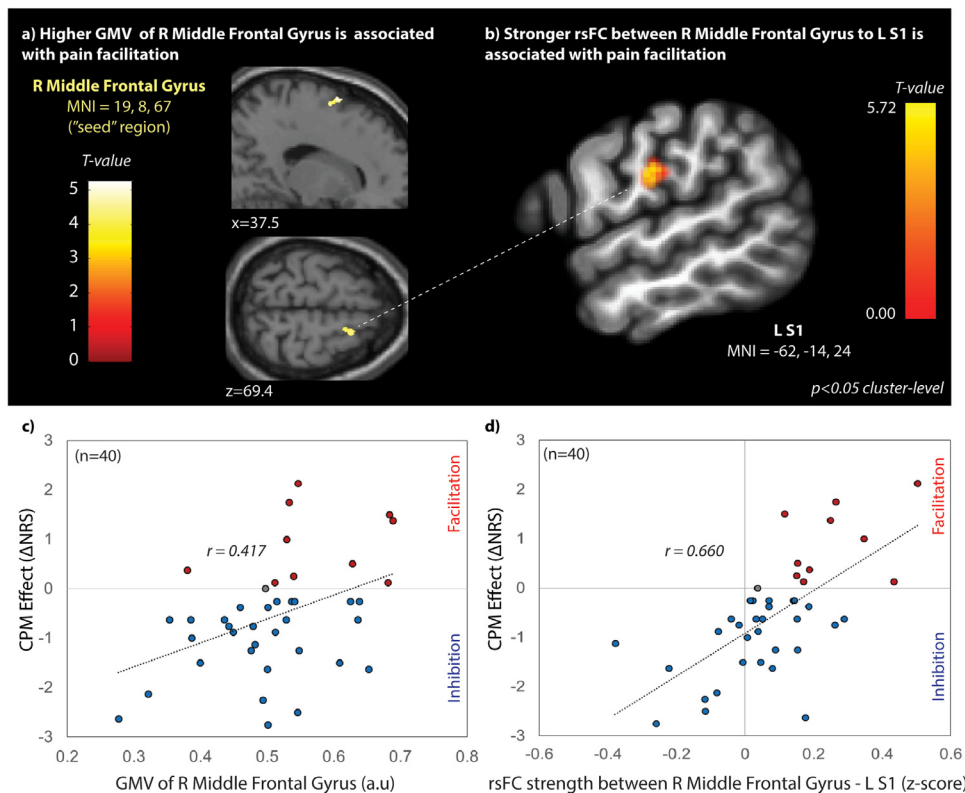 a) Higher GMV of R Middle Frontal Gyrus is associated
with pain facilitation
R Middle Frontal Gyrus
MNI = 19, 8, 67
("seed" region)
T-value
5
4
3
2
1
0
x=37.5
z=69.4
b) Stronger rsFC between R Middle Frontal Gyrus to L S1 is
associated with pain facilitation
T-value
5.72
0.00
L S1
MNI = -62, -14, 24
p<0.05 cluster-level
c)
(n=40)
r = 0.417
Facilitation
Inhibition
CPM Effect (ΔNRS)
3
2
1
0
-1
-2
-3
0.2 0.3 0.4 0.5 0.6 0.7 0.8
GMV of R Middle Frontal Gyrus (a.u)
d)
(n=40)
r = 0.660
Facilitation
Inhibition
CPM Effect (ΔNRS)
3
2
1
0
-1
-2
-3
-0.6 -0.4 -0.2 0 0.2 0.4 0.6
rsFC strength between R Middle Frontal Gyrus - L S1 (z-score)